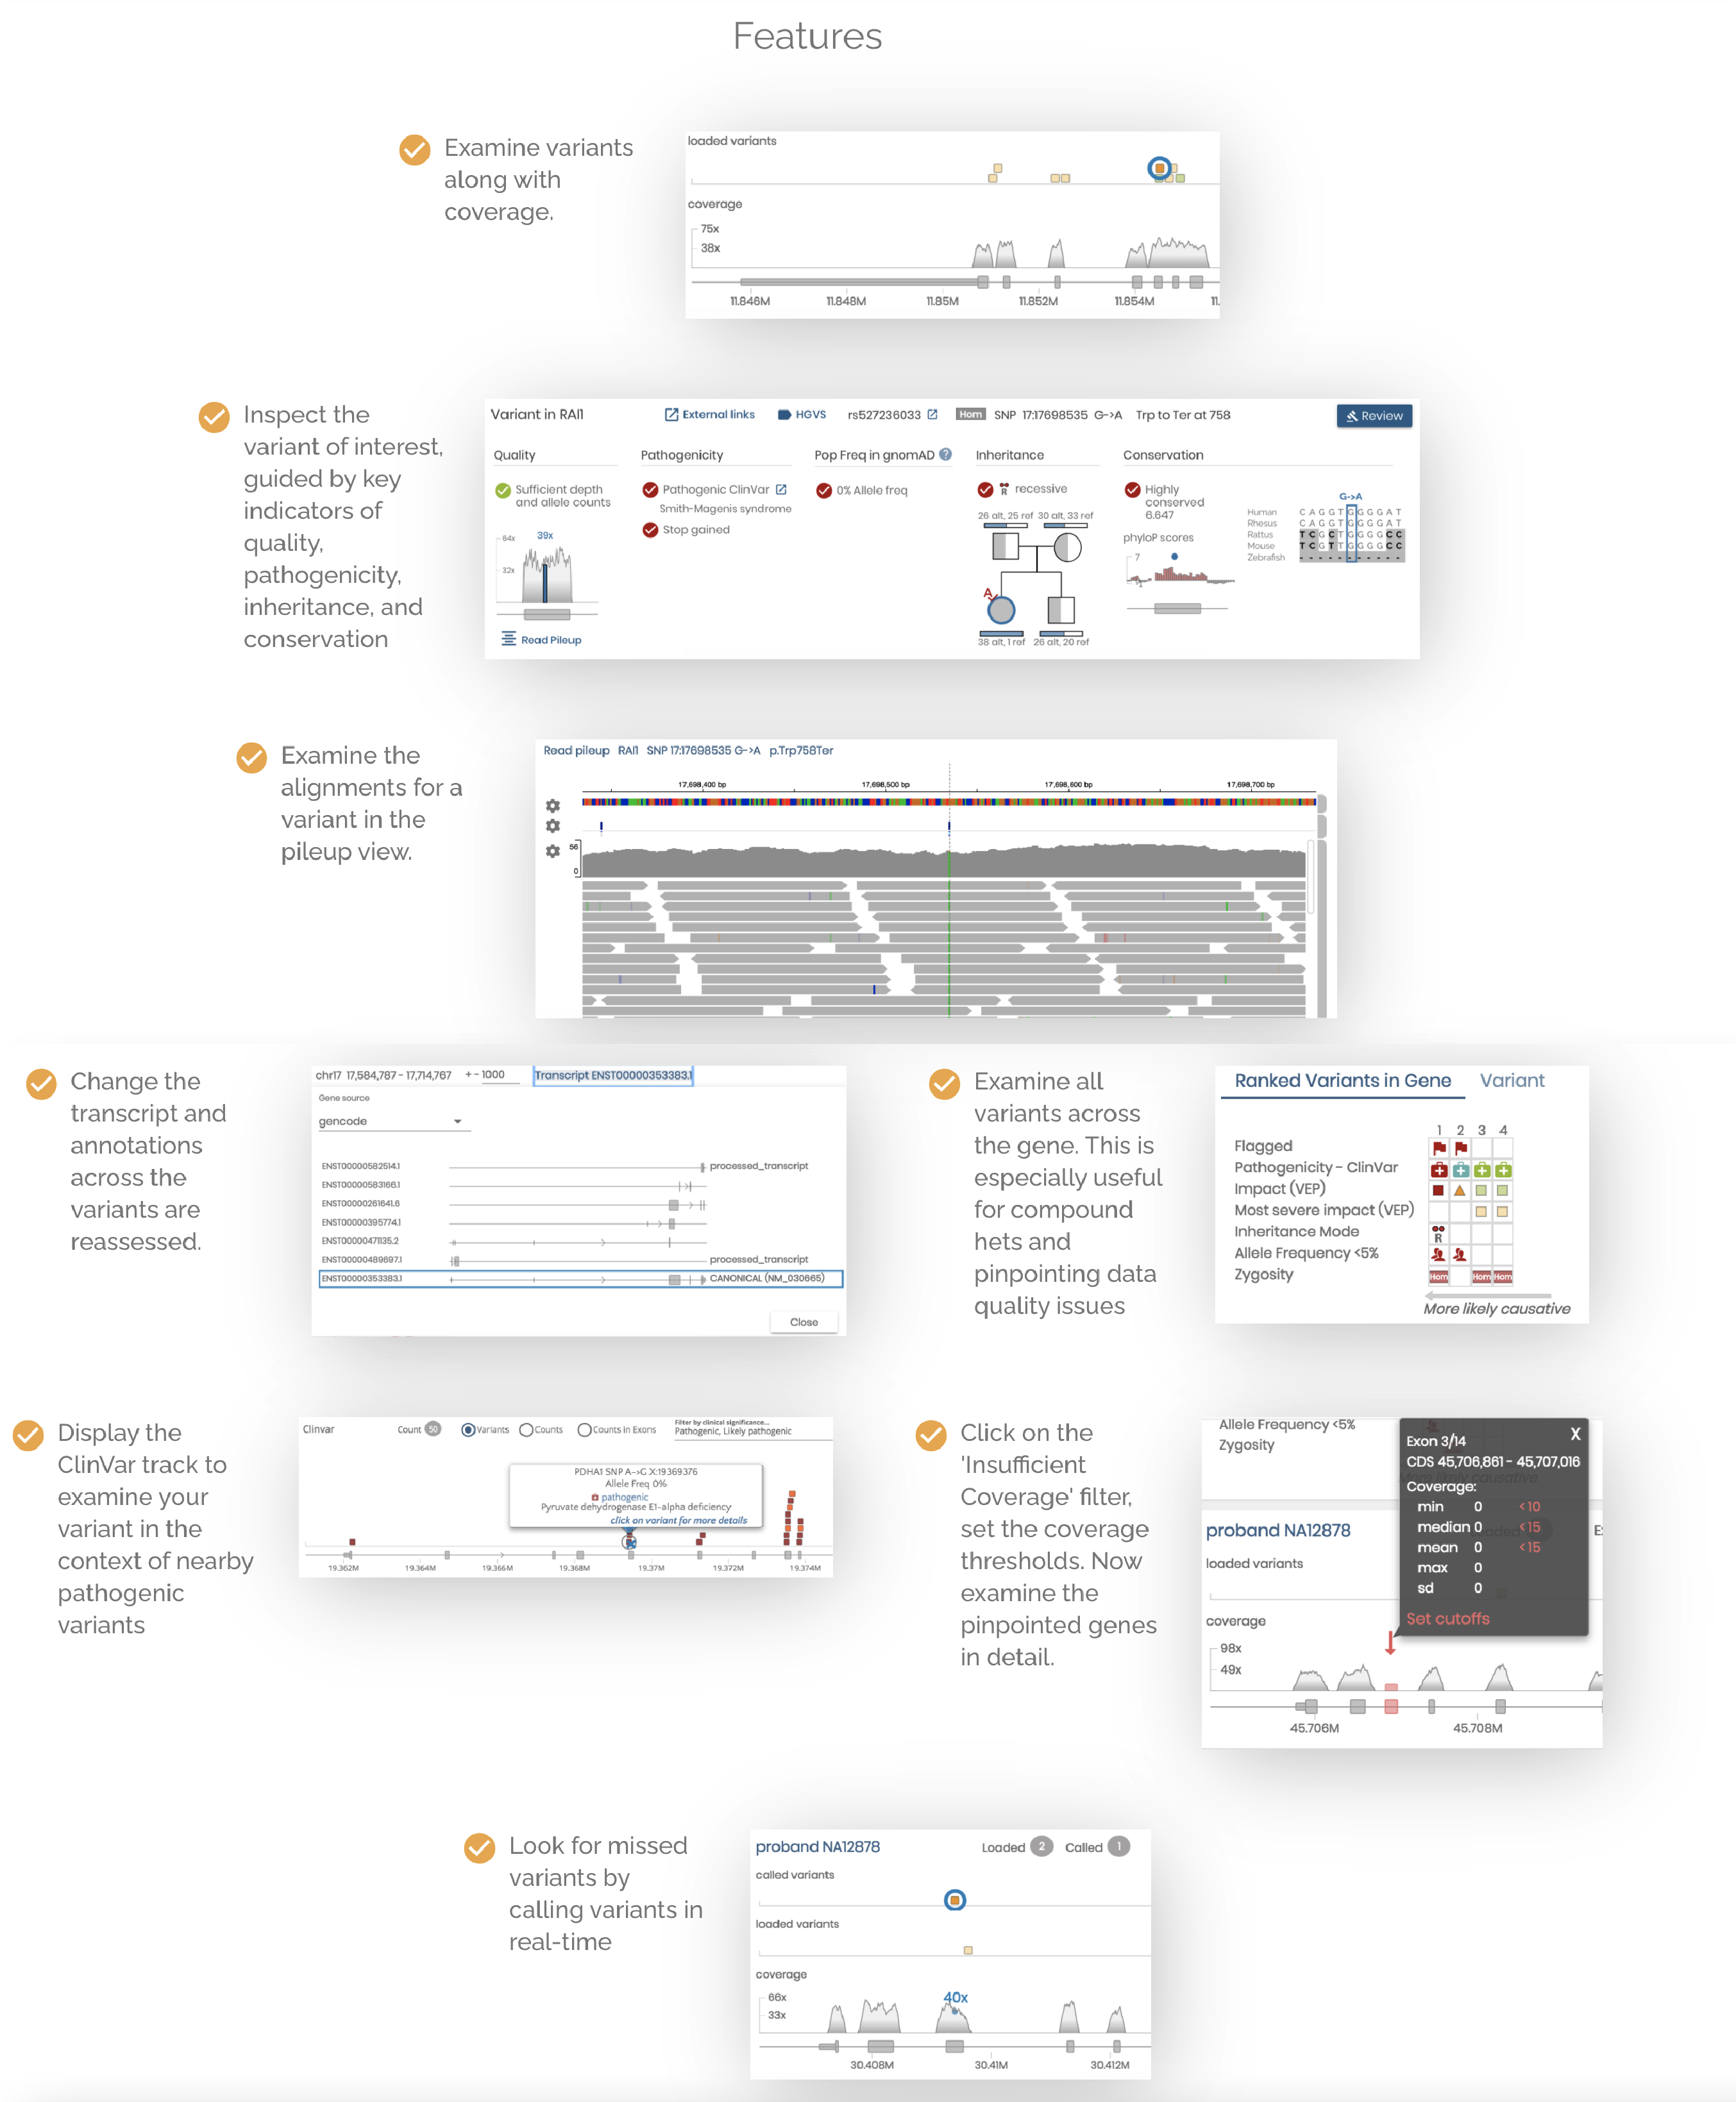 Features
Examine variants
along with
coverage.
loaded variants
coverage
75x
38x
11.846M 11.848M 11.85M 11.852M 11.854M 11.
Inspect the
variant of interest,
guided by key
indicators of
quality,
pathogenicity,
inheritance, and
conservation
Variant in RAI1 External links HGVS rs527236033 Hom SNP 17:17698535 G->A Trp to Ter at 758 Review
Quality Pathogenicity Pop Freq in gnomAD ? Inheritance Conservation
Sufficient depth
and allele counts
64x 39x
32x
Read Pileup
Pathogenic ClinVar
Smith-Magenis syndrome
Stop gained
0% Allele freq
R recessive
26 alt, 25 ref 30 alt, 33 ref
A
38 alt, 1 ref 26 alt, 20 ref
Highly
conserved
6.647
phyloP scores
7
G->A
Human C A G G T G G G G A T
Rhesus C A G G T G G G G A T
Rattus T C G C T G G G G C C
Mouse T C G T T G G G G C C
Zebrafish - - - - - - - - - - -
Examine the
alignments for a
variant in the
pileup view.
Read pileup RAI1 SNP 17:17698535 G->A p.Trp758Ter
17,698,400 bp 17,698,500 bp 17,698,600 bp 17,698,700 bp
56
0
Change the
transcript and
annotations
across the
variants are
reassessed.
chr17 17,584,787 - 17,714,767 + - 1000 Transcript ENST00000353383.1
Gene source
gencode
ENST00000582514.1 processed_transcript
ENST00000583166.1
ENST00000261641.6
ENST00000395774.1
ENST00000471135.2
ENST00000489697.1 processed_transcript
ENST00000353383.1 CANONICAL (NM_030665)
Close
Examine all
variants across
the gene. This is
especially useful
for compound
hets and
pinpointing data
quality issues
Ranked Variants in Gene Variant
1 2 3 4
Flagged
Pathogenicity - ClinVar
Impact (VEP)
Most severe impact (VEP)
Inheritance Mode R
Allele Frequency <5%
Zygosity Hom Hom Hom
More likely causative
Display the
ClinVar track to
examine your
variant in the
context of nearby
pathogenic
variants
Clinvar Count 50 Variants Counts Counts in Exons
Filter by clinical significance...
Pathogenic, Likely pathogenic
PDHA1 SNP A->G X:19369376
Allele Freq 0%
pathogenic
Pyruvate dehydrogenase E1-alpha deficiency
click on variant for more details
19.362M 19.364M 19.366M 19.368M 19.37M 19.372M 19.374M
Click on the
'Insufficient
Coverage' filter,
set the coverage
thresholds. Now
examine the
pinpointed genes
in detail.
Allele Frequency <5%
Zygosity
X
Exon 3/14
CDS 45,706,861 - 45,707,016
Coverage:
min 0 <10
median 0 <15
mean 0 <15
max 0
sd 0
Set cutoffs
proband NA12878
loaded variants
coverage
98x
49x
45.706M 45.708M
Look for missed
variants by
calling variants in
real-time
proband NA12878 Loaded 2 Called 1
called variants
loaded variants
coverage
66x 40x
33x
30.408M 30.41M 30.412M